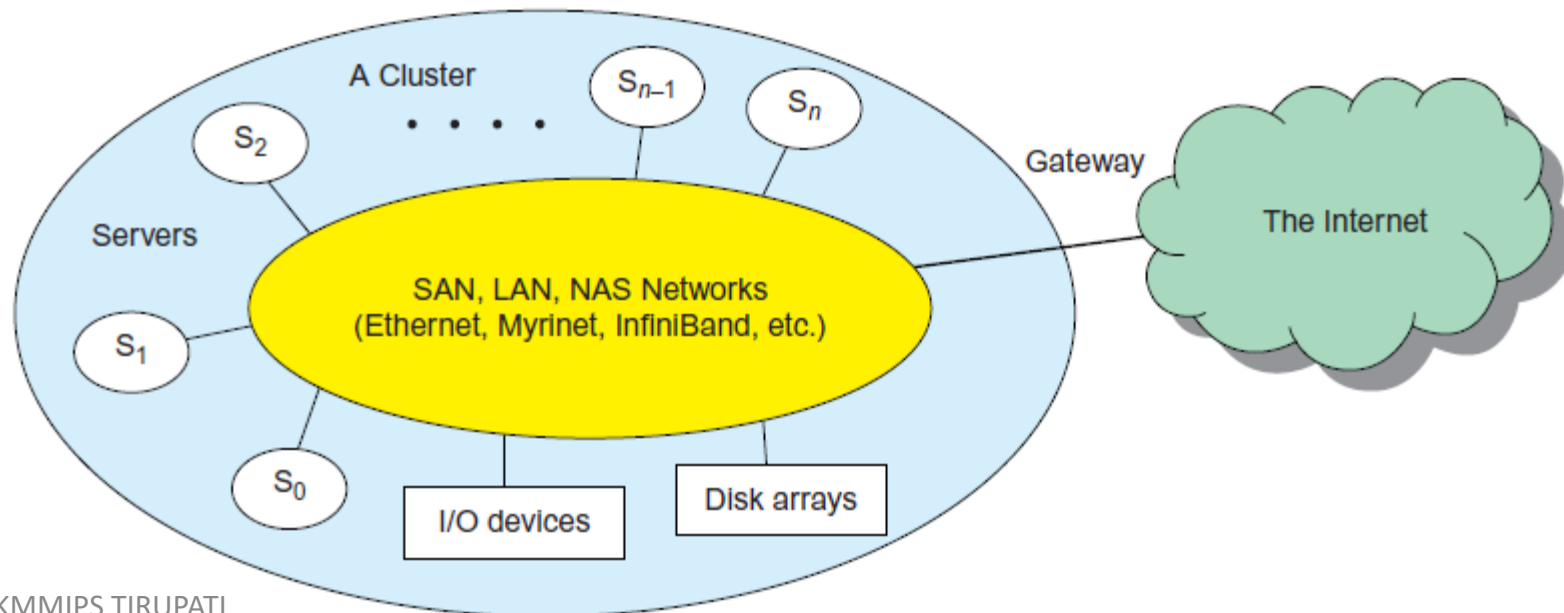 A Cluster
. . . .
Sn–1
Sn
S2
Gateway
Servers
The Internet
SAN, LAN, NAS Networks
(Ethernet, Myrinet, InfiniBand, etc.)
S1
S0
I/O devices
Disk arrays
KMMIPS TIRUPATI